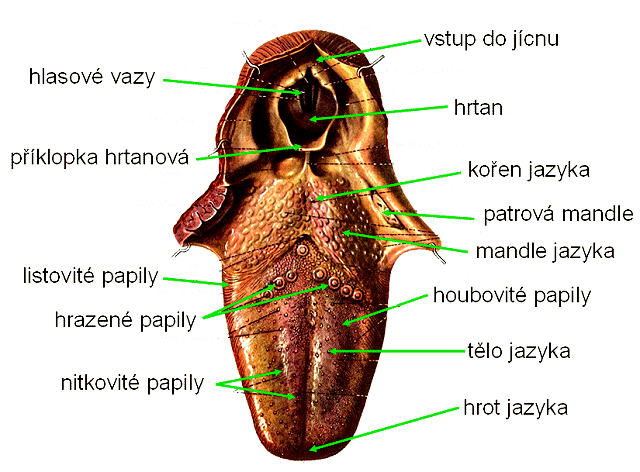 vstup do jícnu
hlasové vazy
hrtan
příklopka hrtanová
kořen jazyka
patrová mandle
mandle jazyka
listovité papily
houbovité papily
hrazené papily
tělo jazyka
nitkovité papily
hrot jazyka